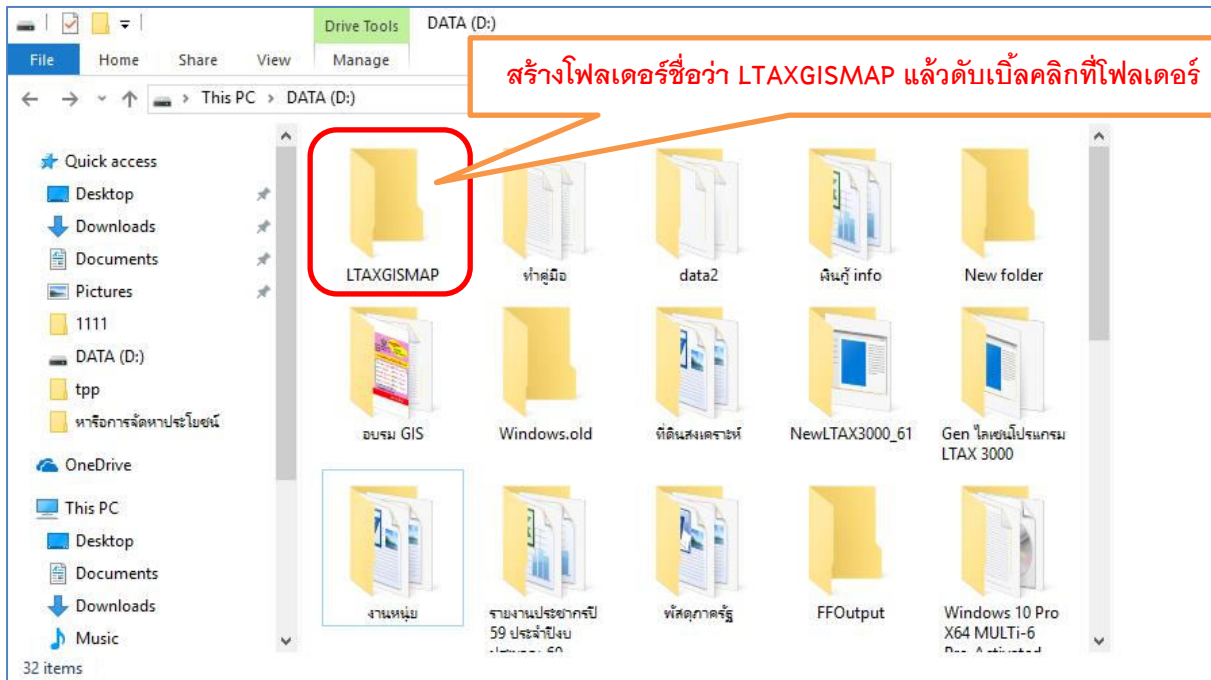 Drive Tools DATA (D:)
File Home Share View Manage
สร้างโฟลเดอร์ชื่อว่า LTAXGISMAP แล้วดับเบิ้ลคลิกที่โฟลเดอร์
This PC > DATA (D:)
Quick access
Desktop
Downloads
Documents
Pictures
1111
DATA (D:)
tpp
หารือการจัดหาประโยชน์
OneDrive
This PC
Desktop
Documents
Downloads
Music
LTAXGISMAP
ทำคู่มือ
data2
info
New folder
อบรม GIS
Windows.old
ที่ดินสงเคราะห์
NewLTAX3000_61
Gen ไลเซนโปรแกรม
LTAX 3000
งานหนุ่ย
รายงานประชากรปี
59 ประจำปีงบ
60
พัสดุภาครัฐ
FFOutput
Windows 10 Pro
X64 MULTi-6
32 items